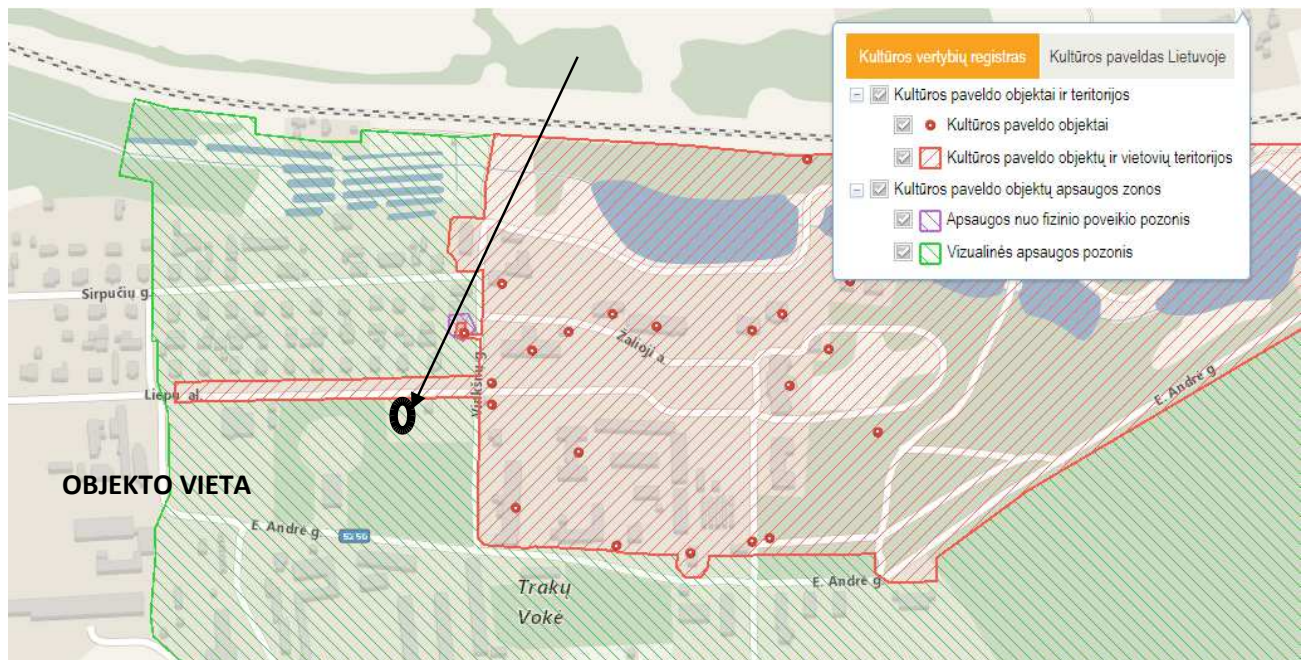 Kultūros vertybių registras
Kultūros paveldas Lietuvoje
Kultūros paveldo objektai ir teritorijos
Kultūros paveldo objektai
Kultūros paveldo objektų ir vietovių teritorijos
Kultūros paveldo objektų apsaugos zonos
Apsaugos nuo fizinio poveikio pozonis
Vizualinės apsaugos pozonis
Sirpučių g.
Žalioji a.
Liepų al.
E. Andrė g.
OBJEKTO VIETA
E. Andrė g.
5250
Trakų
Vokė
E. Andrė g.